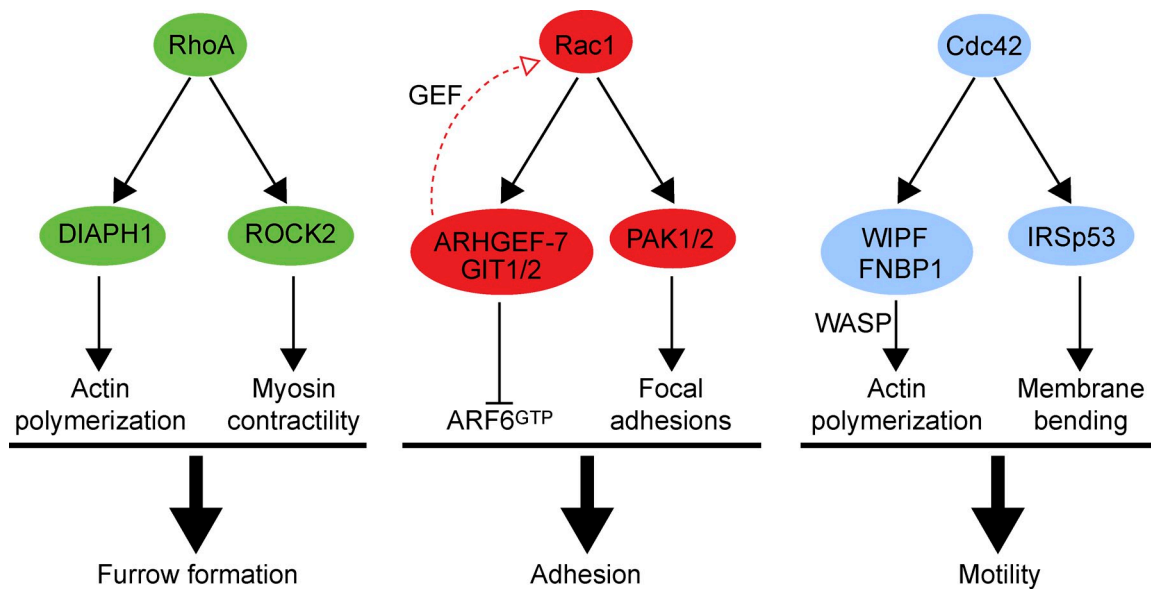 RhoA
DIAPH1
ROCK2
Actin
polymerization
Myosin
contractility
Furrow formation
Rac1
GEF
ARHGEF-7
GIT1/2
PAK1/2
ARF6GTP
Focal
adhesions
Adhesion
Cdc42
WIPF
FNBP1
IRSp53
WASP
Actin
polymerization
Membrane
bending
Motility